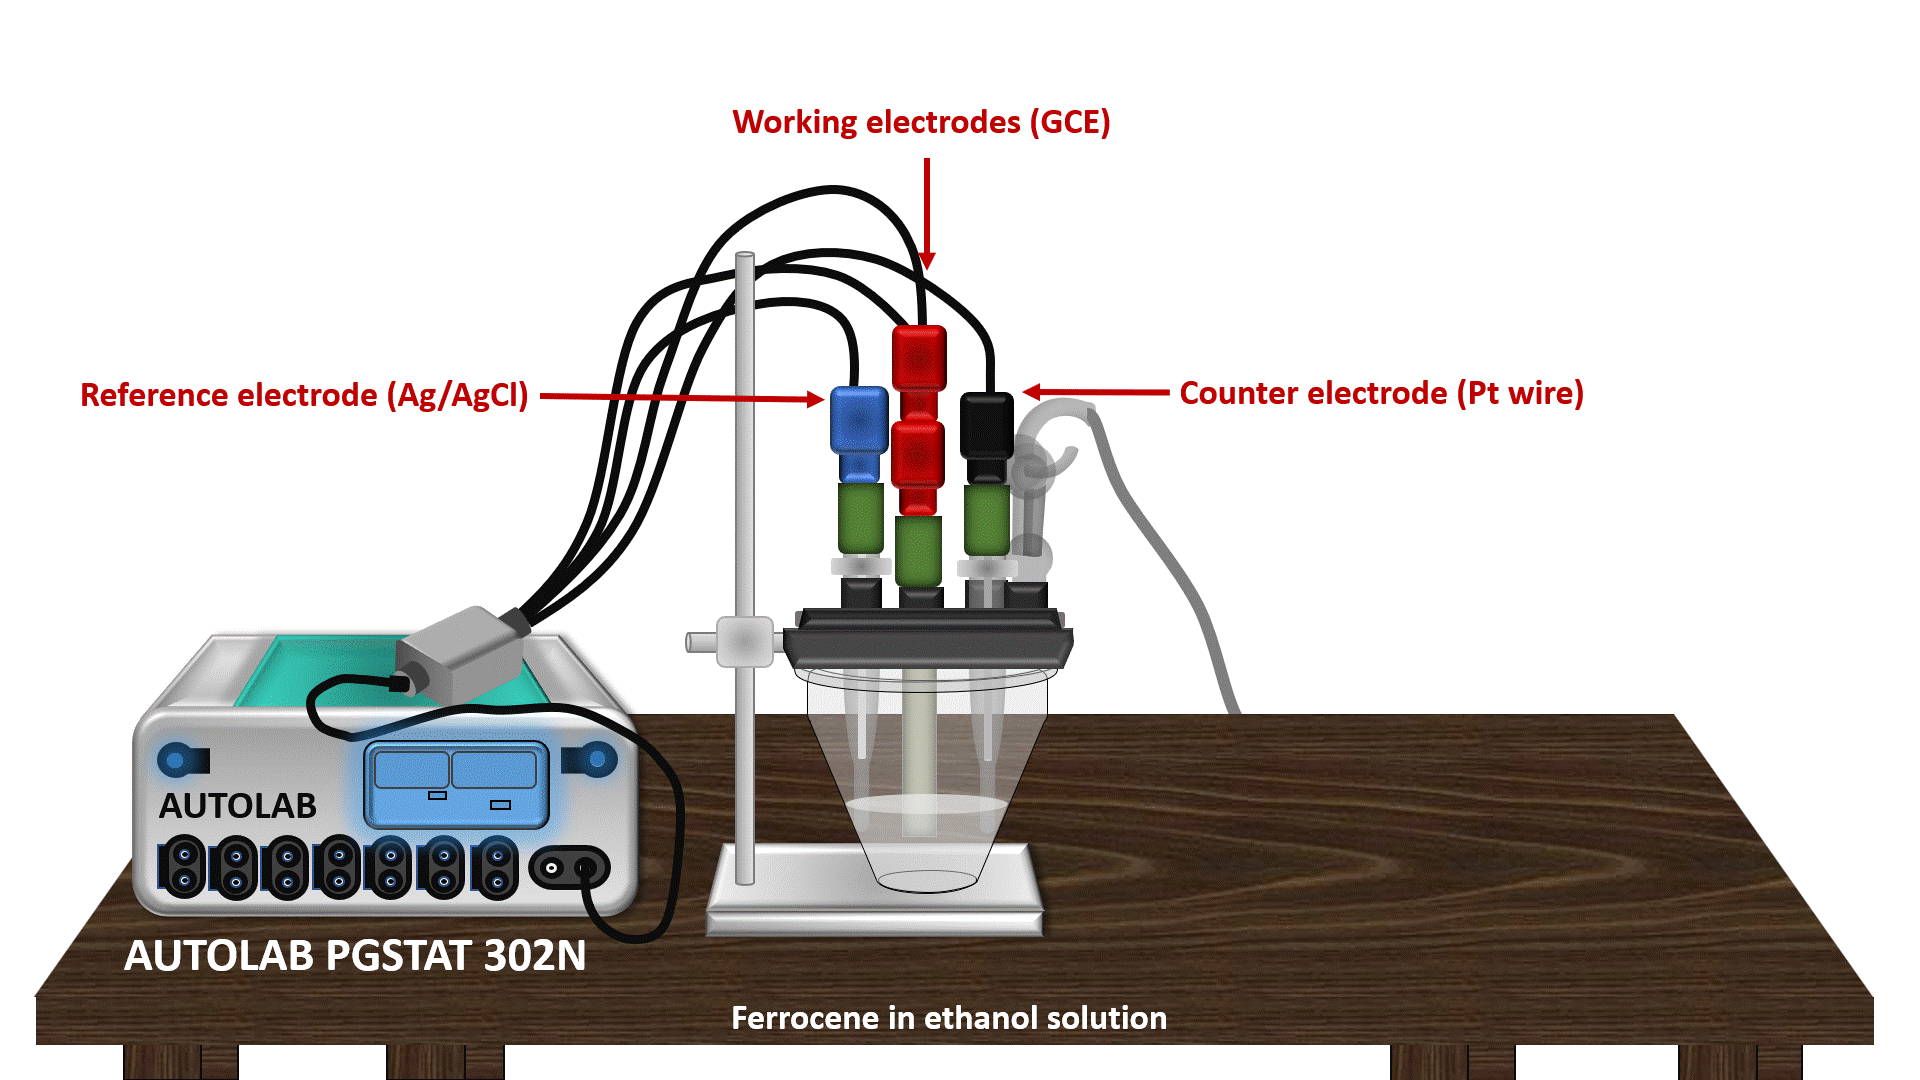 Working electrodes (GCE)
Reference electrode (Ag/AgCl)
Counter electrode (Pt wire)
AUTOLAB
AUTOLAB PGSTAT 302N
Ferrocene in ethanol solution